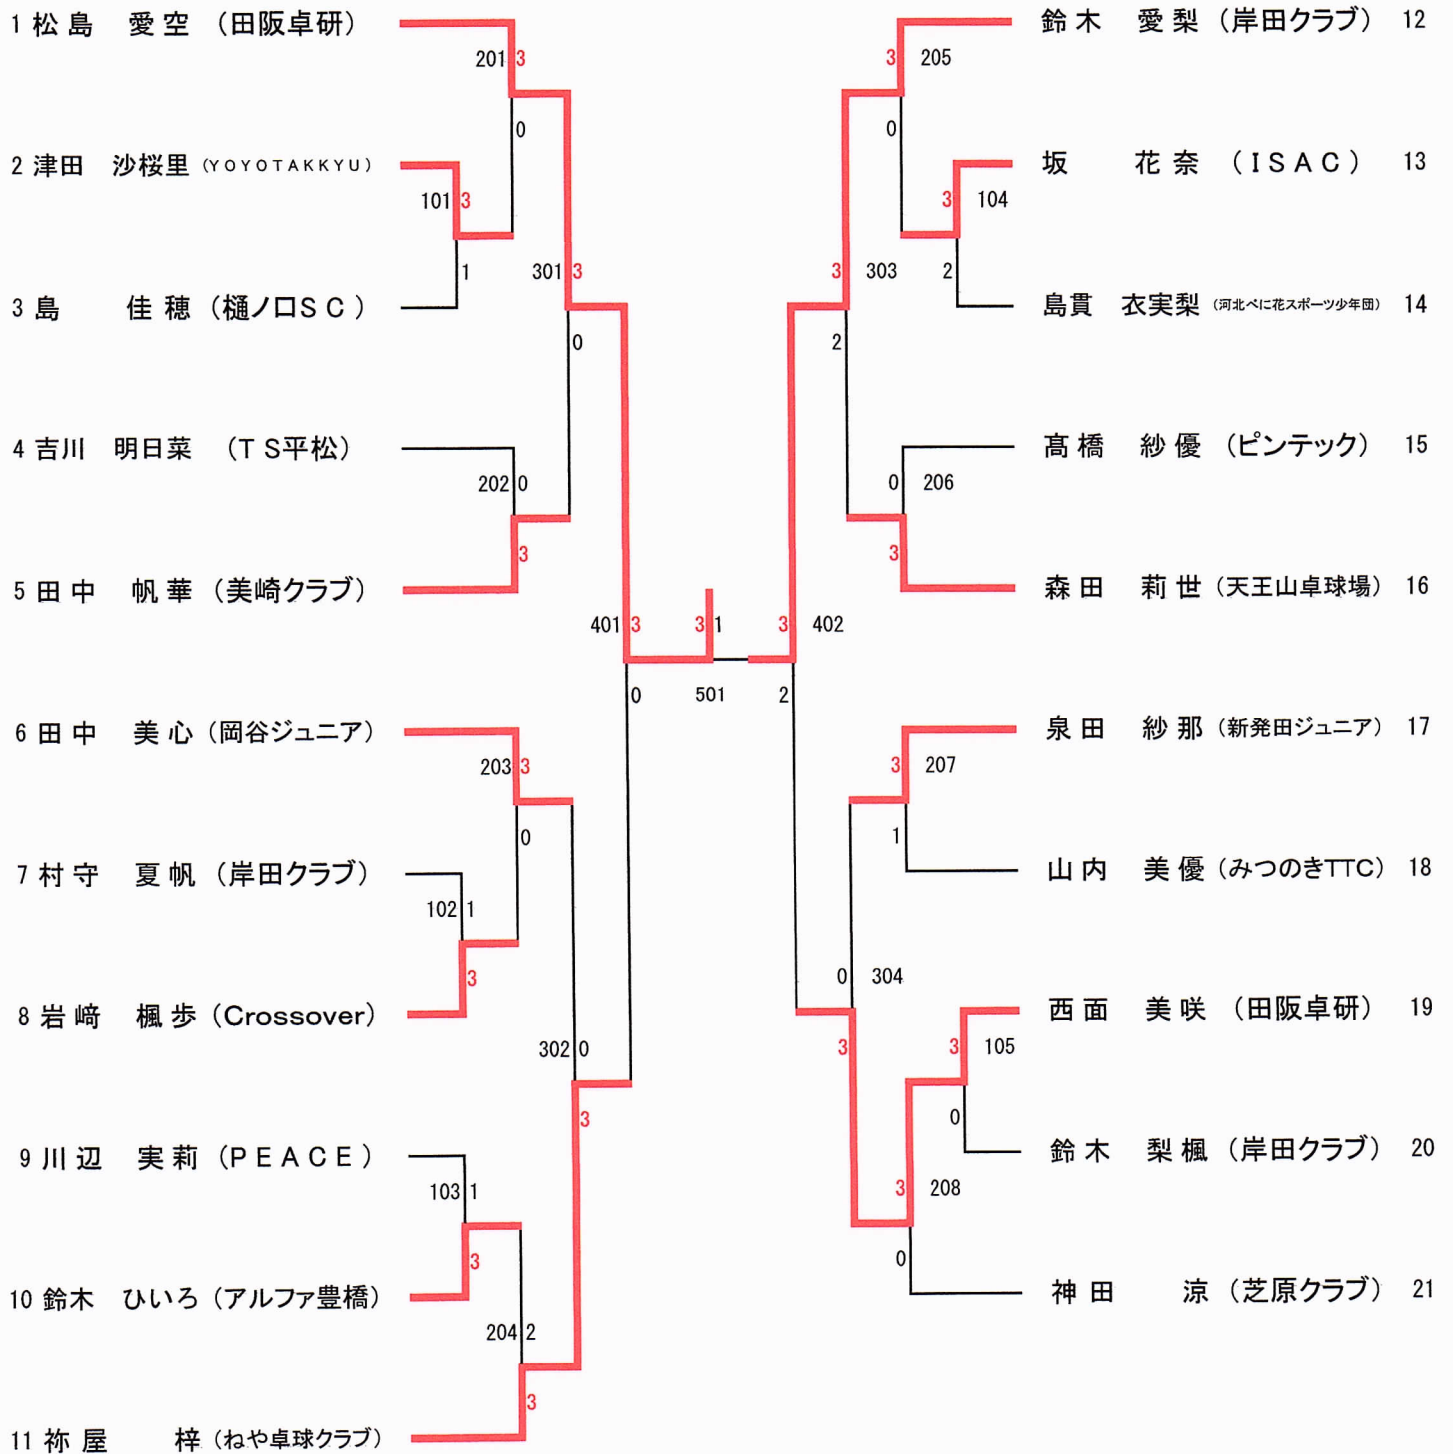 1 松島 愛空 (田阪卓研)
201 3
0
2 津田 沙桜里 (YOYOTAKKYU)
101 3
1
301 3
3 島 佳穂 (樋ノ口SC)
0
4 吉川 明日菜 (TS平松)
202 0
3
5 田中 帆華 (美崎クラブ)
401 3
0
6 田中 美心 (岡谷ジュニア)
203 3
0
7 村守 夏帆 (岸田クラブ)
102 1
3
8 岩﨑 楓歩 (Crossover)
302 0
3
9 川辺 実莉 (PEACE)
103 1
3
10 鈴木 ひいろ (アルファ豊橋)
204 2
3
11 祢屋 梓 (ねや卓球クラブ)
3 1
501
鈴木 愛梨 (岸田クラブ) 12
3 205
0
坂 花奈 (ISAC) 13
3 104
2
3 303
島貫 衣実梨 (河北べに花スポーツ少年団) 14
2
髙橋 紗優 (ピンテック) 15
0 206
3
森田 莉世 (天王山卓球場) 16
3 402
2
泉田 紗那 (新発田ジュニア) 17
3 207
1
山内 美優 (みつのきTTC) 18
0 304
3
西面 美咲 (田阪卓研) 19
3 105
0
鈴木 梨楓 (岸田クラブ) 20
3 208
0
神田 涼 (芝原クラブ) 21